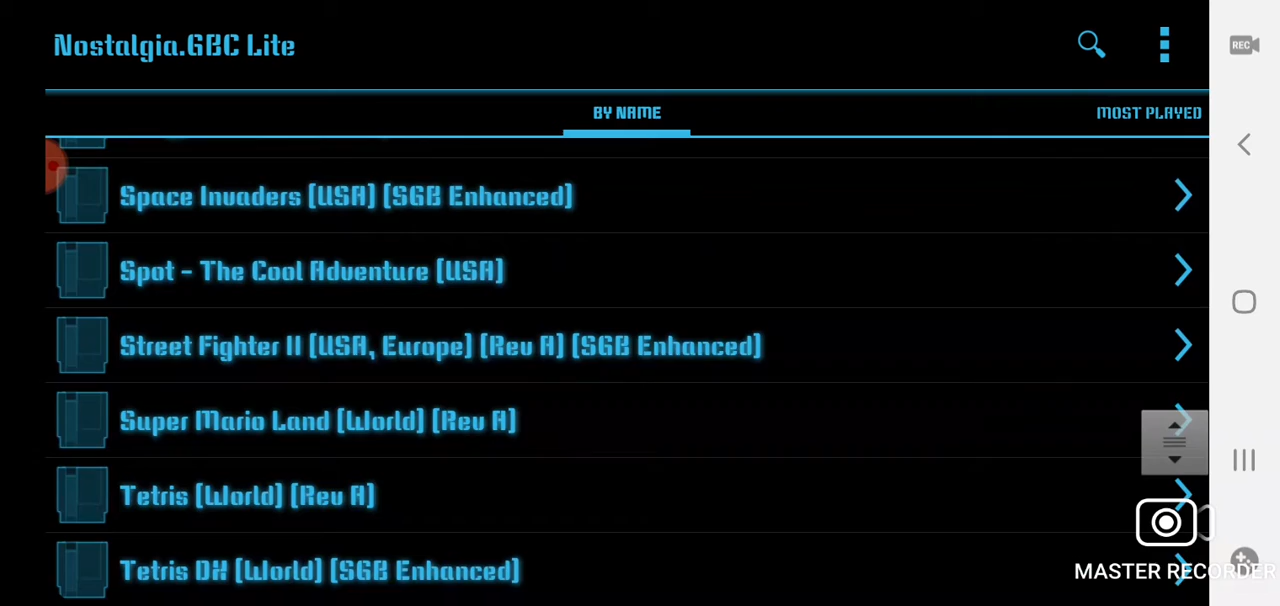 Nostalgia.GBC Lite
REC
BY NAME
MOST PLAYED
Space Invaders [USA] [SGB Enhanced]
Spot - The Cool Adventure [USA]
Street Fighter II [USA, Europe] [Rev A] [SGB Enhanced]
Super Mario Land [World] [Rev A]
Tetris [World] [Rev A]
Tetris DX [World] [SGB Enhanced]
MASTER RECORDER